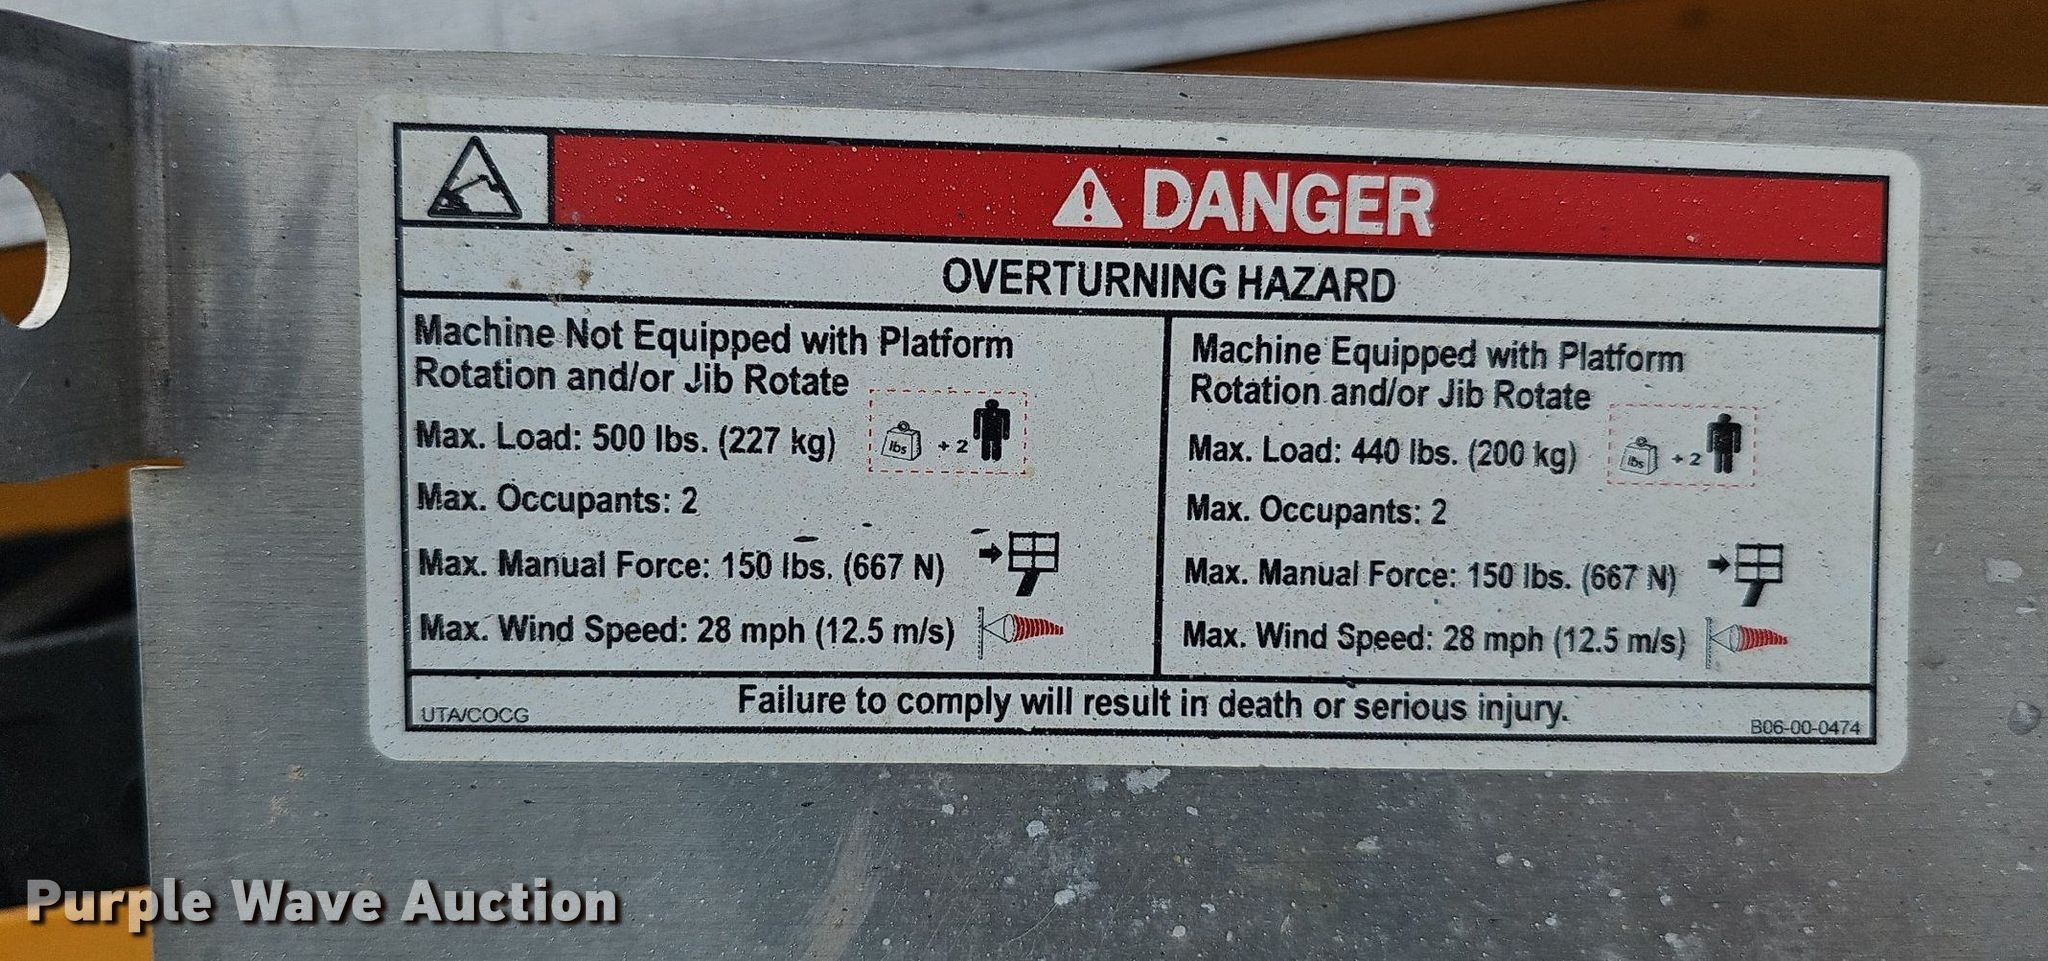 DANGER
OVERTURNING HAZARD
Machine Not Equipped with Platform
Rotation and/or Jib Rotate
Max. Load: 500 lbs. (227 kg)
lbs + 2
Max. Occupants: 2
Max. Manual Force: 150 lbs. (667 N)
Max. Wind Speed: 28 mph (12.5 m/s)
Machine Equipped with Platform
Rotation and/or Jib Rotate
Max. Load: 440 lbs. (200 kg)
lbs + 2
Max. Occupants: 2
Max. Manual Force: 150 lbs. (667 N)
Max. Wind Speed: 28 mph (12.5 m/s)
Failure to comply will result in death or serious injury.
UTA/COCG
B06-00-0474
Purple Wave Auction